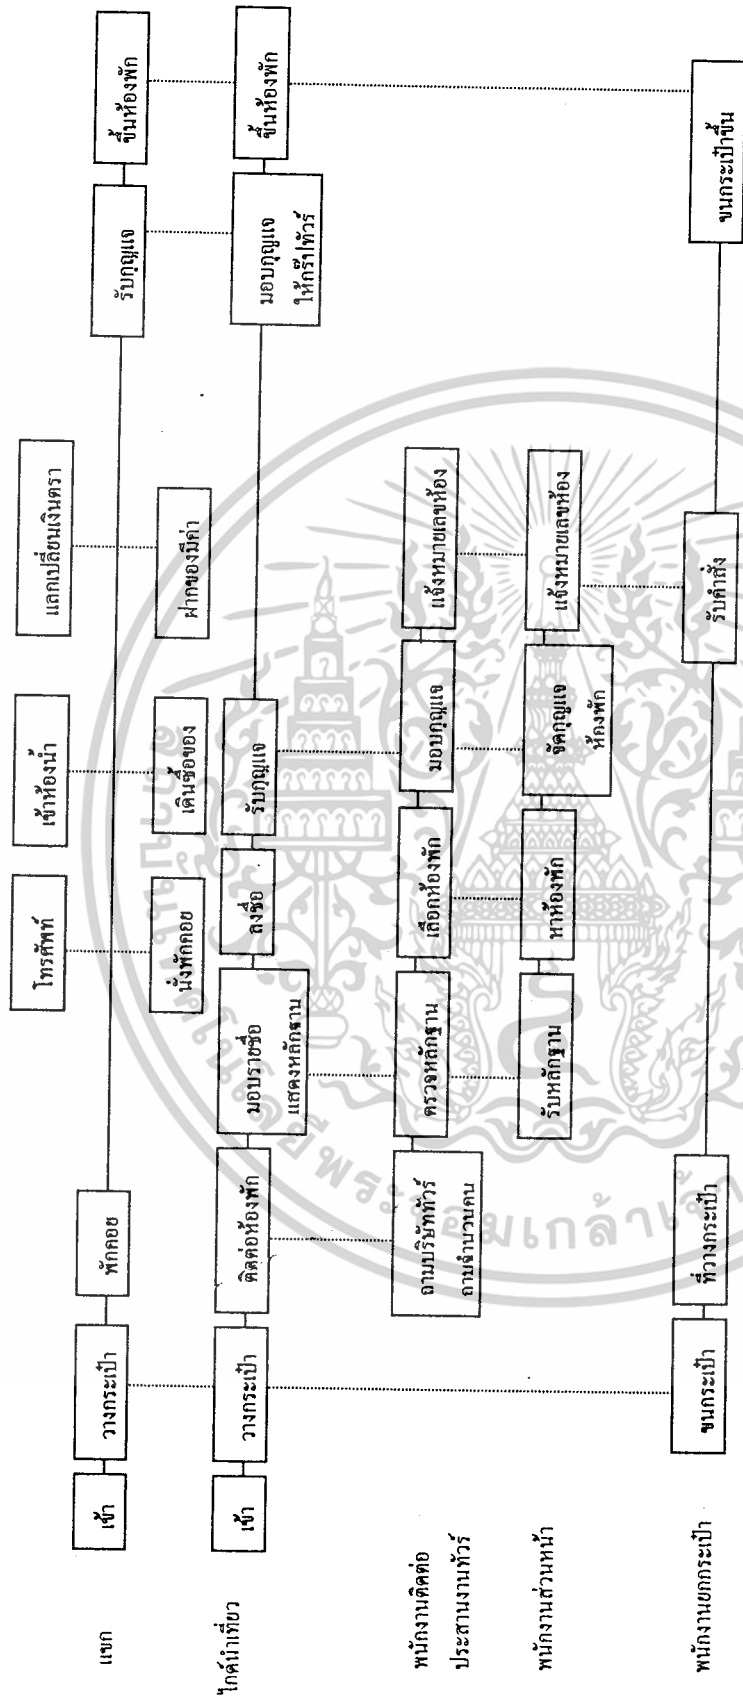 แขก
เข้า
วางกระเป๋า
พักคอย
โทรศัพท์
เข้าห้องน้ำ
แลกเปลี่ยนเงินตรา
นั่งพักคอย
เดินซื้อของ
ฝากของมีค่า
รับกุญแจ
ขึ้นห้องพัก
ไกด์นำเที่ยว
เข้า
วางกระเป๋า
ติดต่อห้องพัก
มอบรายชื่อ
แสดงหลักฐาน
ลงชื่อ
รับกุญแจ
มอบกุญแจ
ให้กรุ๊ปทัวร์
ขึ้นห้องพัก
พนักงานติดต่อ
ประสานงานทัวร์
ถามบริษัททัวร์
ถามจำนวนคน
ตรวจหลักฐาน
เลือกห้องพัก
มอบกุญแจ
แจ้งหมายเลขห้อง
พนักงานส่วนหน้า
รับหลักฐาน
หาห้องพัก
จัดกุญแจ
ห้องพัก
แจ้งหมายเลขห้อง
พนักงานยกกระเป๋า
ขนกระเป๋า
ที่วางกระเป๋า
รับคำสั่ง
ขนกระเป๋าขึ้น